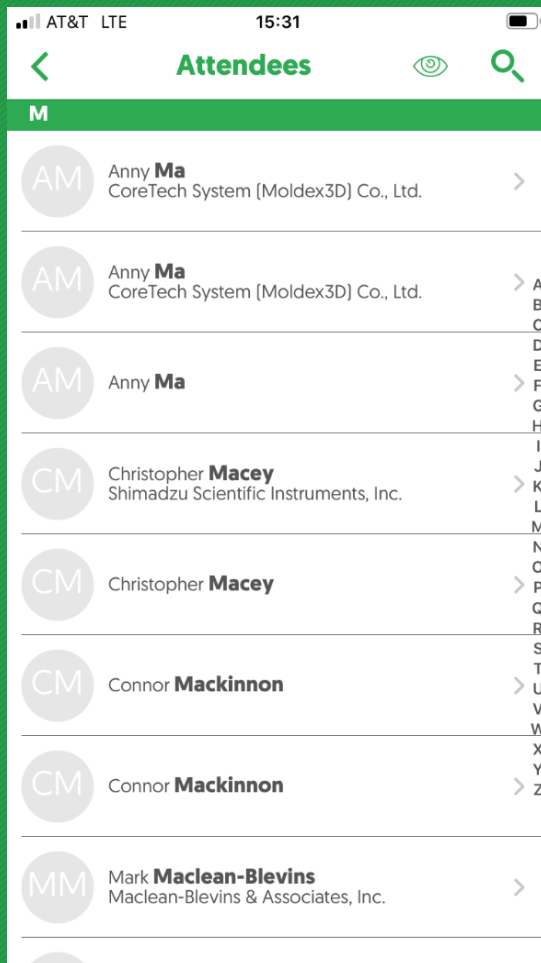 AT&T LTE 15:31
Attendees
M
AM
Anny Ma
CoreTech System (Moldex3D) Co., Ltd.
AM
Anny Ma
CoreTech System (Moldex3D) Co., Ltd.
AM
Anny Ma
CM
Christopher Macey
Shimadzu Scientific Instruments, Inc.
CM
Christopher Macey
CM
Connor Mackinnon
CM
Connor Mackinnon
MM
Mark Maclean-Blevins
Maclean-Blevins & Associates, Inc.
A
B
C
D
E
F
G
H
I
J
K
L
M
N
O
P
Q
R
S
T
U
V
W
X
Y
Z